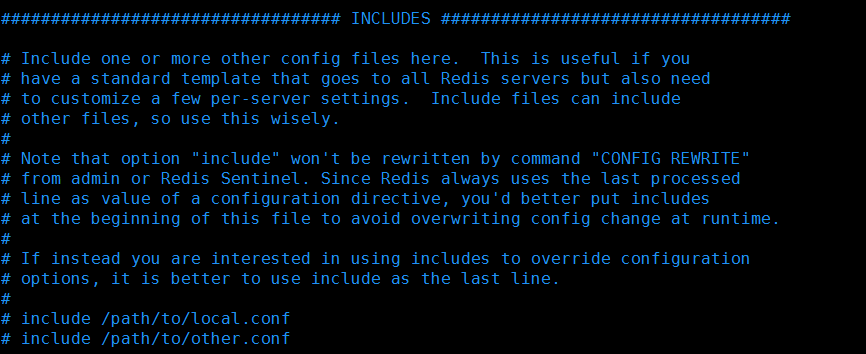 ################################## INCLUDES ###################################
# Include one or more other config files here.  This is useful if you
# have a standard template that goes to all Redis servers but also need
# to customize a few per-server settings.  Include files can include
# other files, so use this wisely.
#
# Note that option "include" won't be rewritten by command "CONFIG REWRITE"
# from admin or Redis Sentinel. Since Redis always uses the last processed
# line as value of a configuration directive, you'd better put includes
# at the beginning of this file to avoid overwriting config change at runtime.
#
# If instead you are interested in using includes to override configuration
# options, it is better to use include as the last line.
#
# include /path/to/local.conf
# include /path/to/other.conf